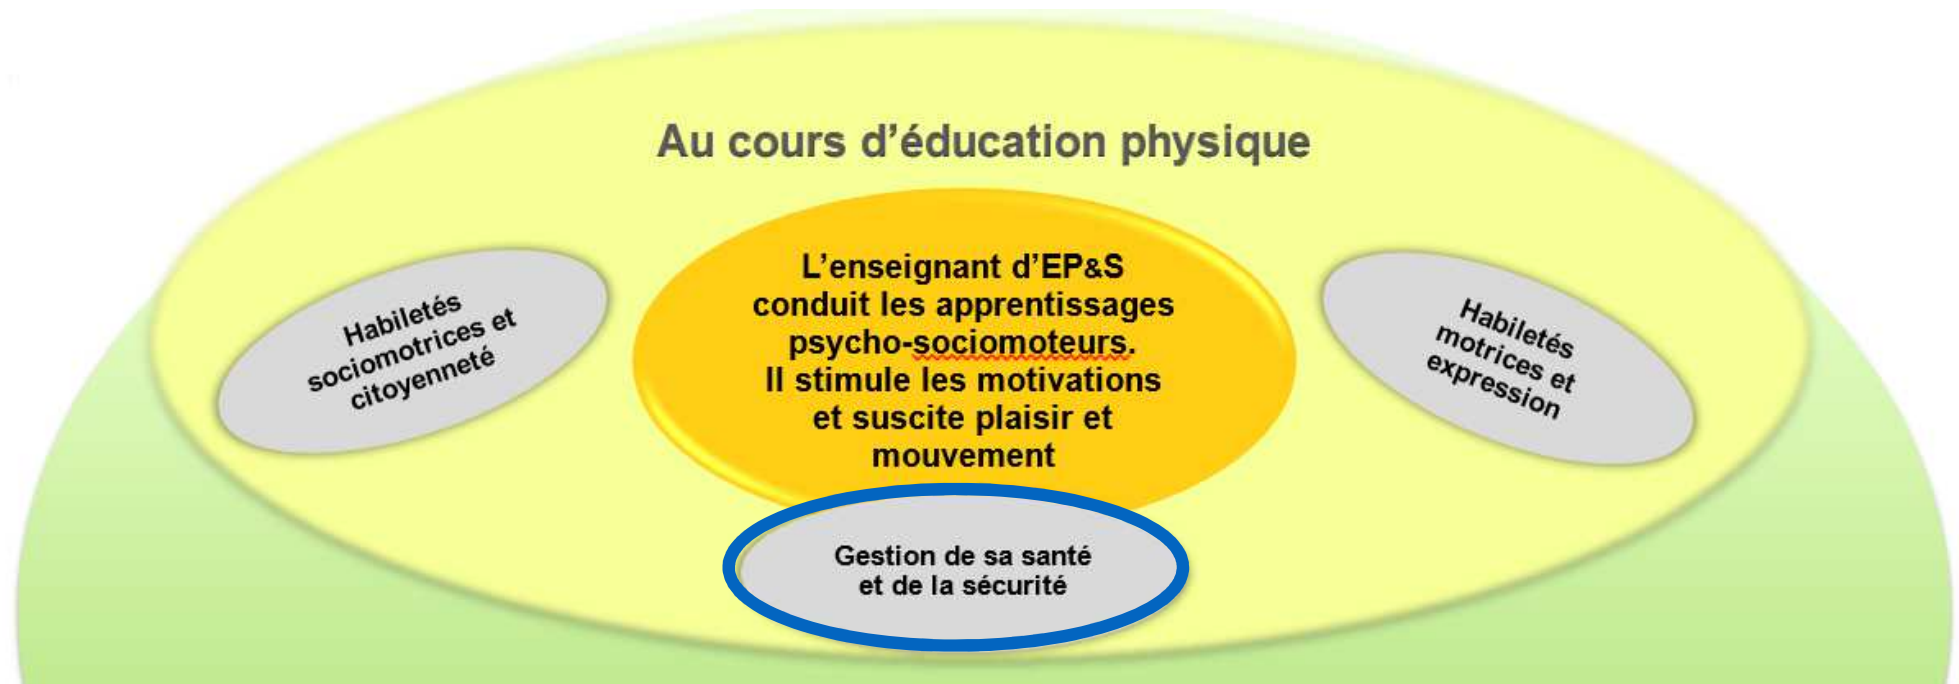 Au cours d'éducation physique
L'enseignant d'EP&S
conduit les apprentissages
psycho-sociomoteurs.
Il stimule les motivations
et suscite plaisir et
mouvement
Habiletés
sociomotrices et
citoyenneté
Habiletés
motrices et
expression
Gestion de sa santé
et de la sécurité